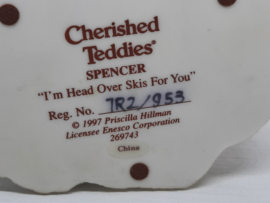 Cherished
Teddies®
SPENCER
"I'm Head Over Skis For You"
Reg. No. 7R2/953
© 1997 Priscilla Hillman
Licensee Enesco Corporation
269743
China